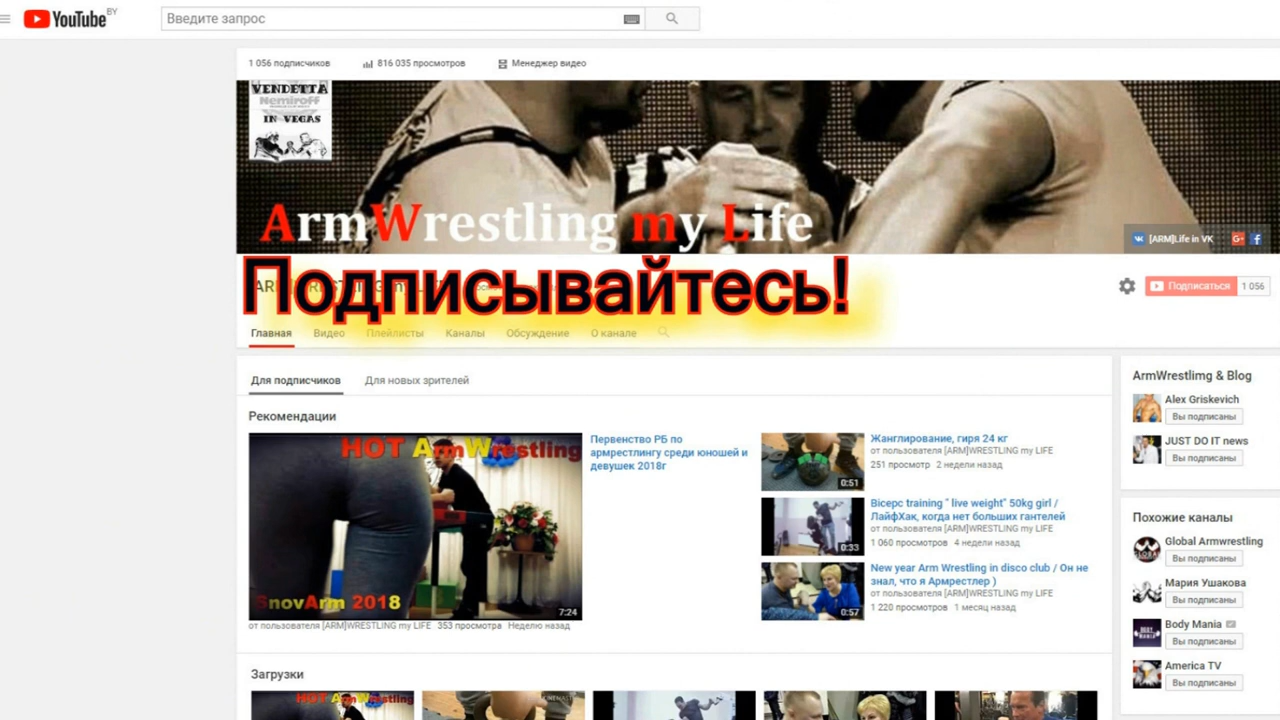 YouTube BY
Введите запрос
1 056 подписчиков
816 035 просмотров
Менеджер видео
VENDETTA
Nemiroff
IN VEGAS
ArmWrestling my Life
[ARM]Life in VK
G+
Подписывайтесь!
Подписаться
1 056
Главная
Видео
Плейлисты
Каналы
Обсуждение
О канале
Для подписчиков
Для новых зрителей
Рекомендации
HOT ArmWrestling
SnovArm 2018
7:24
от пользователя [ARM]WRESTLING my LIFE 353 просмотра Неделю назад
Первенство РБ по
армрестлингу среди юношей и
девушек 2018г
0:51
Жанглирование, гиря 24 кг
от пользователя [ARM]WRESTLING my LIFE
251 просмотр 2 недели назад
0:33
Bicepc training " live weight" 50kg girl /
ЛайфХак, когда нет больших гантелей
от пользователя [ARM]WRESTLING my LIFE
1 060 просмотров 4 недели назад
0:57
New year Arm Wrestling in disco club / Он не
знал, что я Армрестлер )
от пользователя [ARM]WRESTLING my LIFE
1 220 просмотров 1 месяц назад
Загрузки
HOT ArmWrestling
ArmWrestlimg & Blog
Alex Griskevich
Вы подписаны
JUST DO IT news
Вы подписаны
Похожие каналы
Global Armwrestling
Вы подписаны
Мария Ушакова
Вы подписаны
Body Mania
Вы подписаны
America TV
Вы подписаны